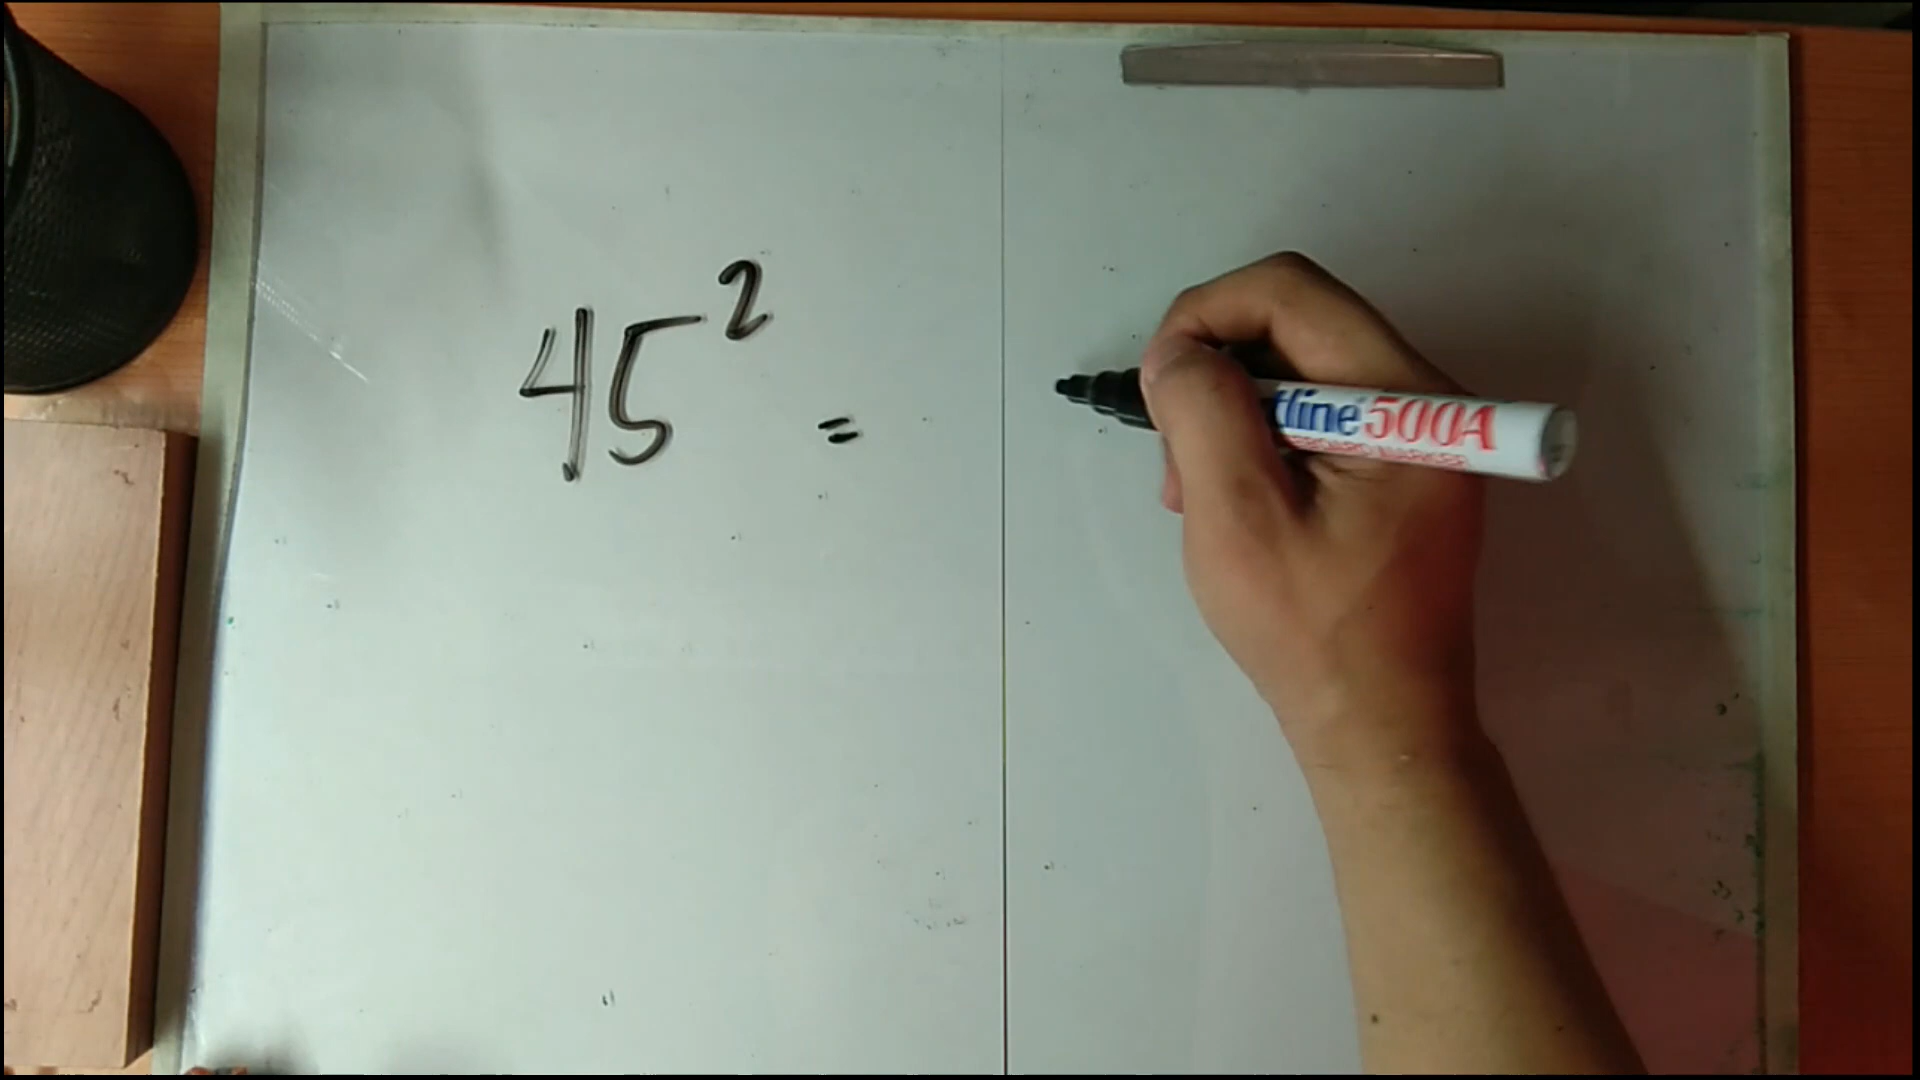 45² =
tline 500A